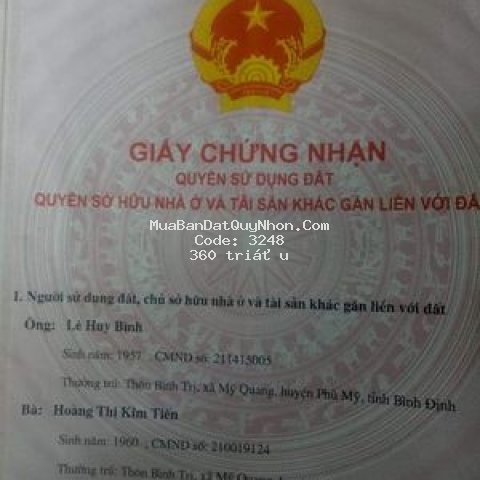 GIẤY CHỨNG NHẬN
QUYỀN SỬ DỤNG ĐẤT
QUYỀN SỞ HỮU NHÀ Ở VÀ TÀI SẢN KHÁC GẮN LIỀN VỚI ĐẤ
MuaBanDatQuyNhon.Com
Code: 3248
360 triáť u
I. Người sử dụng đất, chủ sở hữu nhà ở và tài sản khác gắn liền với đất
Ông: Lê Huy Bình
Sinh năm: 1957 , CMND số: 211415005
Thường trú: Thôn Bình Trị, xã Mỹ Quang, huyện Phù Mỹ, tỉnh Bình Định
Bà: Hoàng Thị Kim Tiến
Sinh năm: 1960 , CMND số: 210019124
Thường trú: Thôn Bình Trị, xã Mỹ